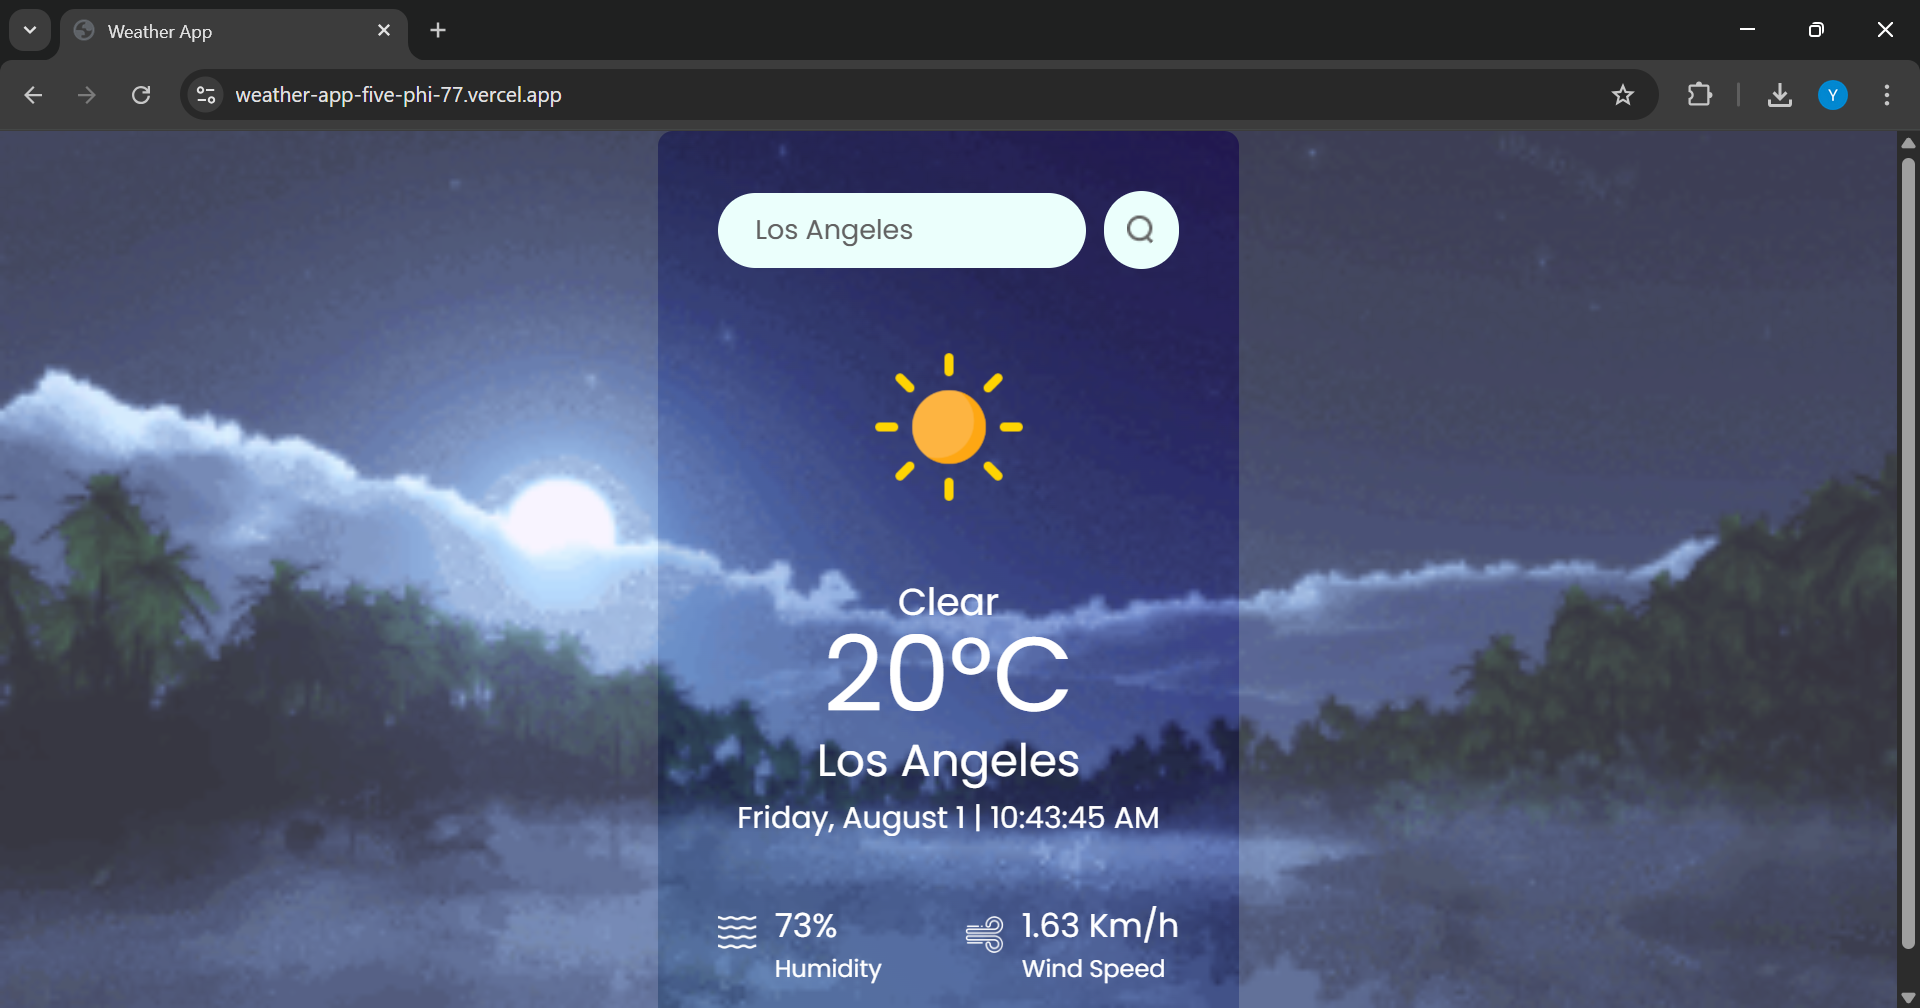 Weather App
weather-app-five-phi-77.vercel.app
Y
Los Angeles
Clear
20°C
Los Angeles
Friday, August 1 | 10:43:45 AM
73%
Humidity
1.63 Km/h
Wind Speed